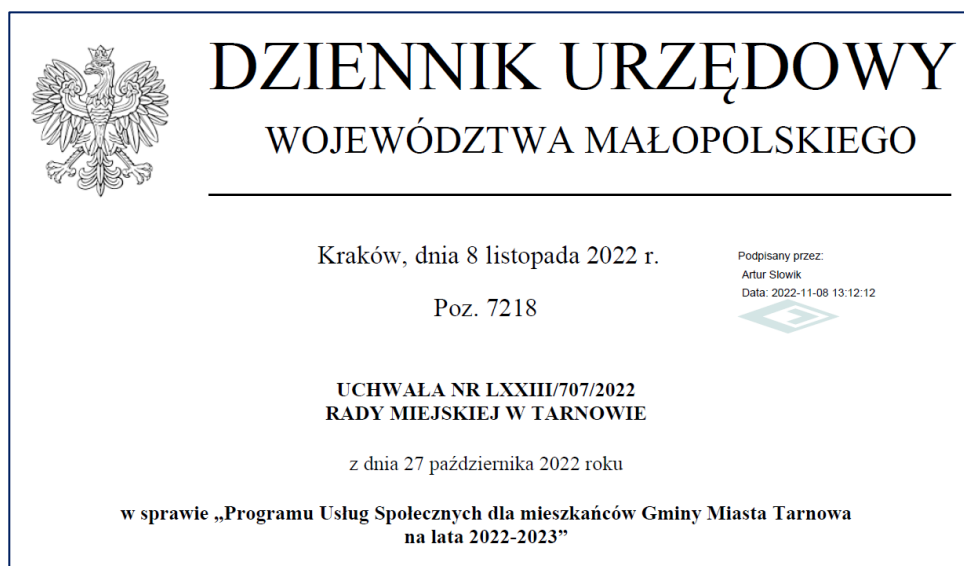 DZIENNIK URZĘDOWY
WOJEWÓDZTWA MAŁOPOLSKIEGO
Kraków, dnia 8 listopada 2022 r.
Poz. 7218
Podpisany przez:
Artur Słowik
Data: 2022-11-08 13:12:12
UCHWAŁA NR LXXIII/707/2022
RADY MIEJSKIEJ W TARNOWIE
z dnia 27 października 2022 roku
w sprawie „Programu Usług Społecznych dla mieszkańców Gminy Miasta Tarnowa
na lata 2022-2023”